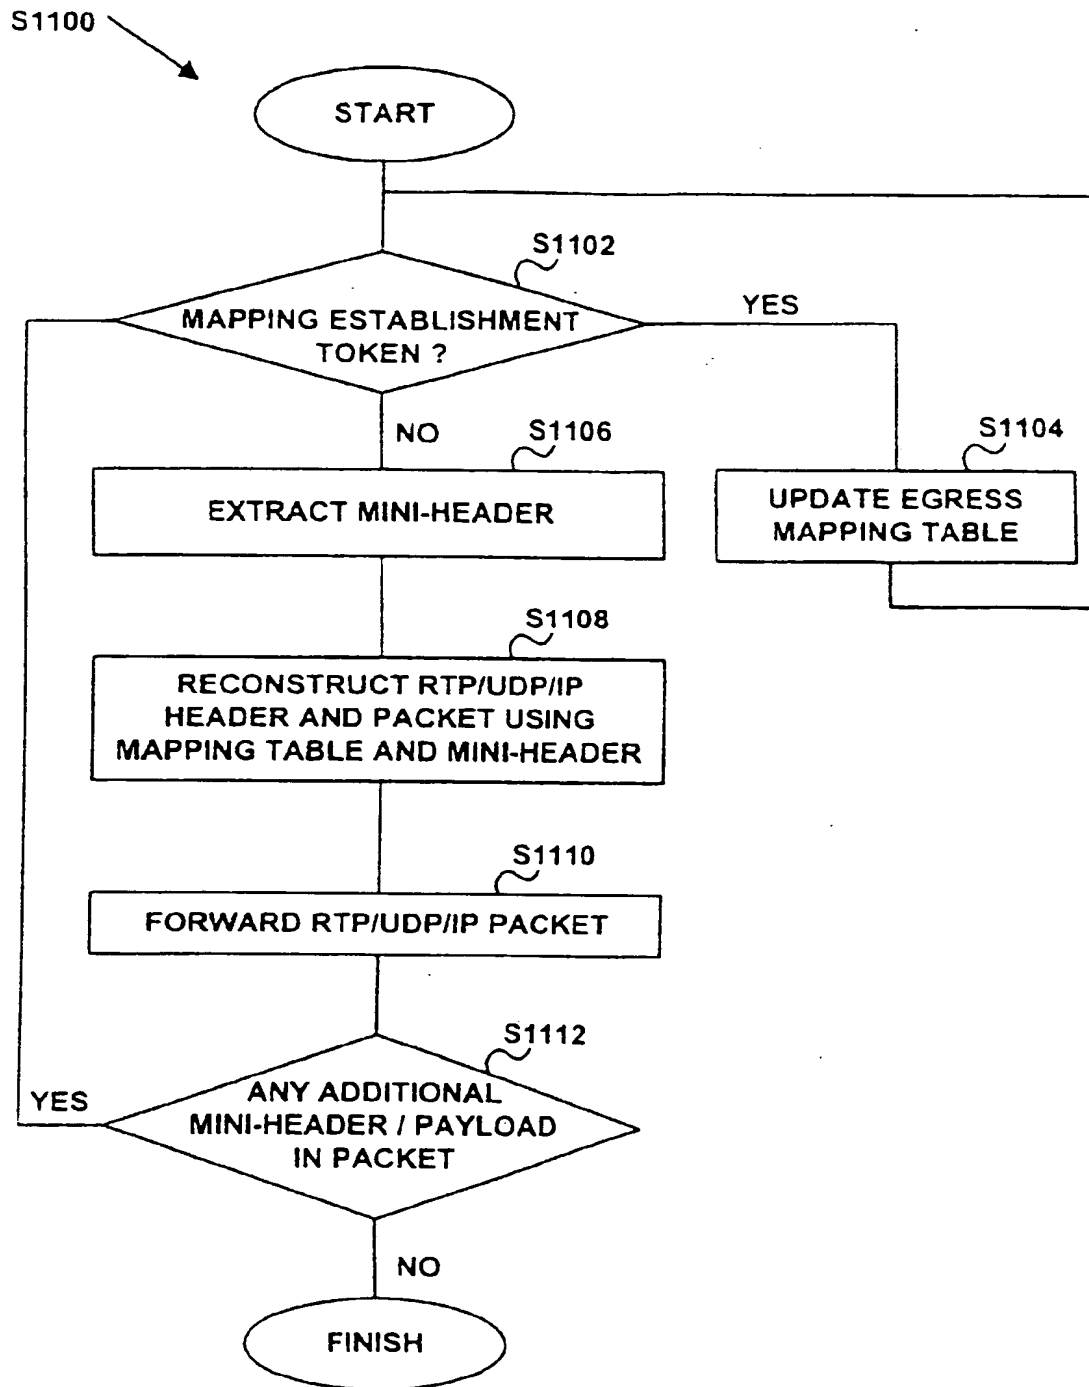 S1100
START
S1102
MAPPING ESTABLISHMENT
TOKEN ?
YES
NO
S1106
EXTRACT MINI-HEADER
S1104
UPDATE EGRESS
MAPPING TABLE
S1108
RECONSTRUCT RTP/UDP/IP
HEADER AND PACKET USING
MAPPING TABLE AND MINI-HEADER
S1110
FORWARD RTP/UDP/IP PACKET
S1112
ANY ADDITIONAL
MINI-HEADER / PAYLOAD
IN PACKET
YES
NO
FINISH